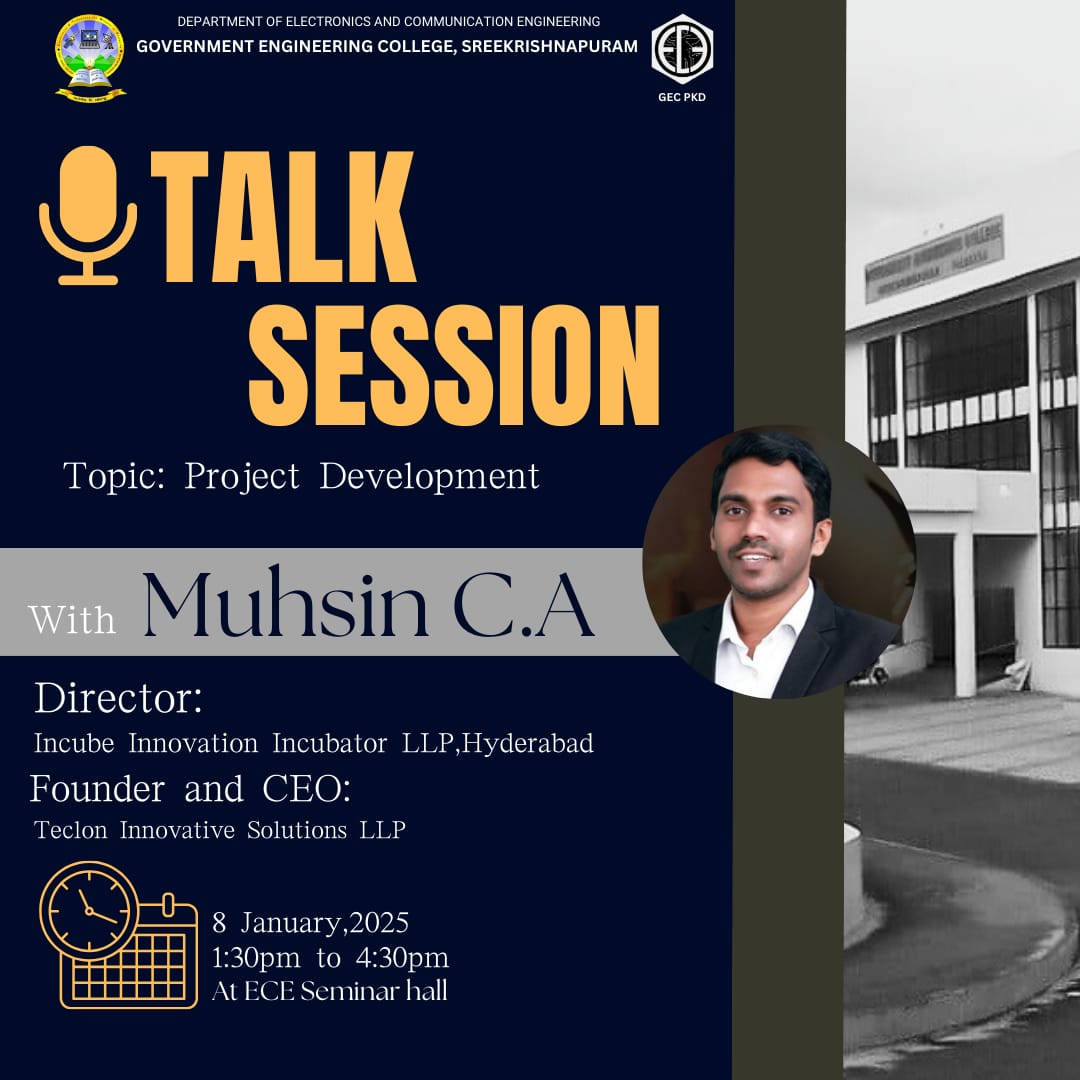 DEPARTMENT OF ELECTRONICS AND COMMUNICATION ENGINEERING
GOVERNMENT ENGINEERING COLLEGE, SREEKRISHNAPURAM
ECE
GEC PKD
TALK
SESSION
Topic: Project Development
With Muhsin C.A
Director:
Incube Innovation Incubator LLP,Hyderabad
Founder and CEO:
Teclon Innovative Solutions LLP
8 January,2025
1:30pm to 4:30pm
At ECE Seminar hall